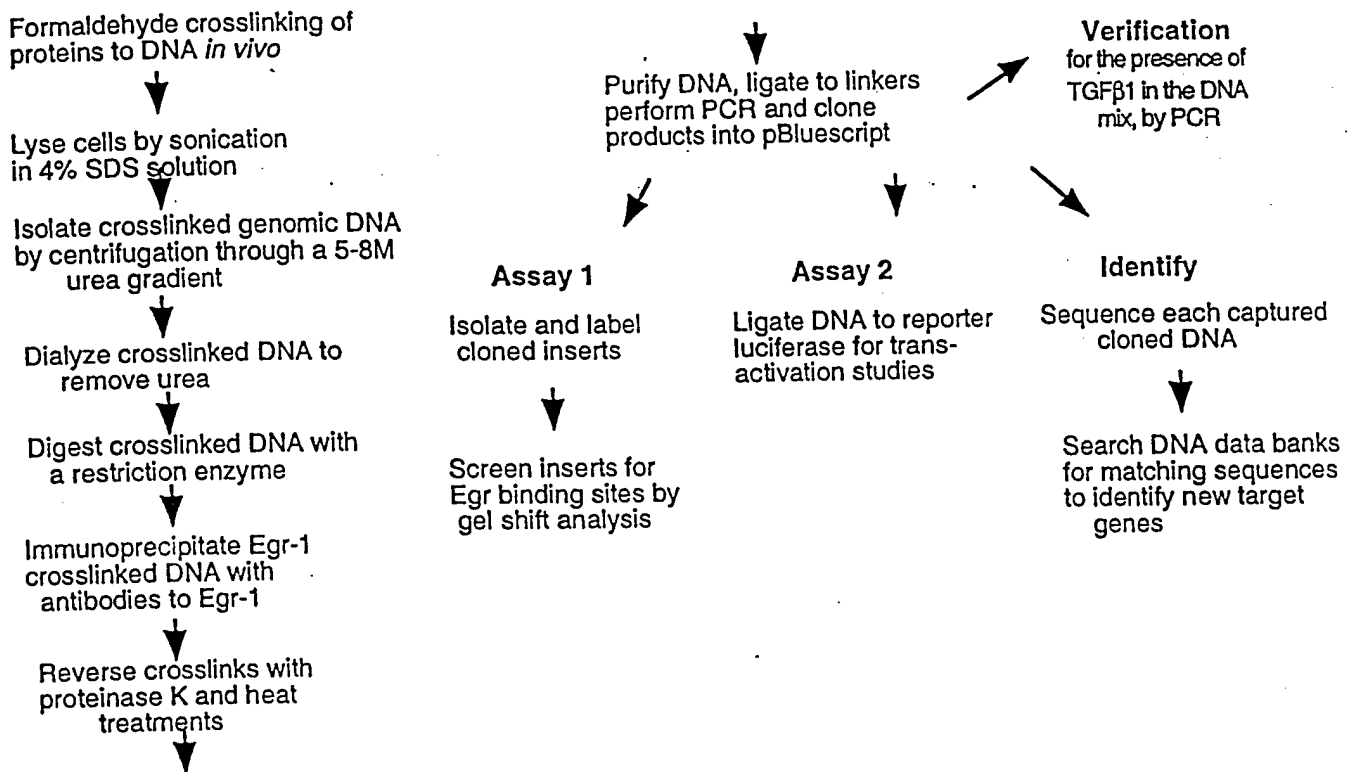 Formaldehyde crosslinking of
proteins to DNA in vivo
Lyse cells by sonication
in 4% SDS solution
Isolate crosslinked genomic DNA
by centrifugation through a 5-8M
urea gradient
Dialyze crosslinked DNA to
remove urea
Digest crosslinked DNA with
a restriction enzyme
Immunoprecipitate Egr-1
crosslinked DNA with
antibodies to Egr-1
Reverse crosslinks with
proteinase K and heat
treatments
Purify DNA, ligate to linkers
perform PCR and clone
products into pBluescript
Verification
for the presence of
TGFβ1 in the DNA
mix, by PCR
Assay 1
Isolate and label
cloned inserts
Screen inserts for
Egr binding sites by
gel shift analysis
Assay 2
Ligate DNA to reporter
luciferase for trans-
activation studies
Identify
Sequence each captured
cloned DNA
Search DNA data banks
for matching sequences
to identify new target
genes